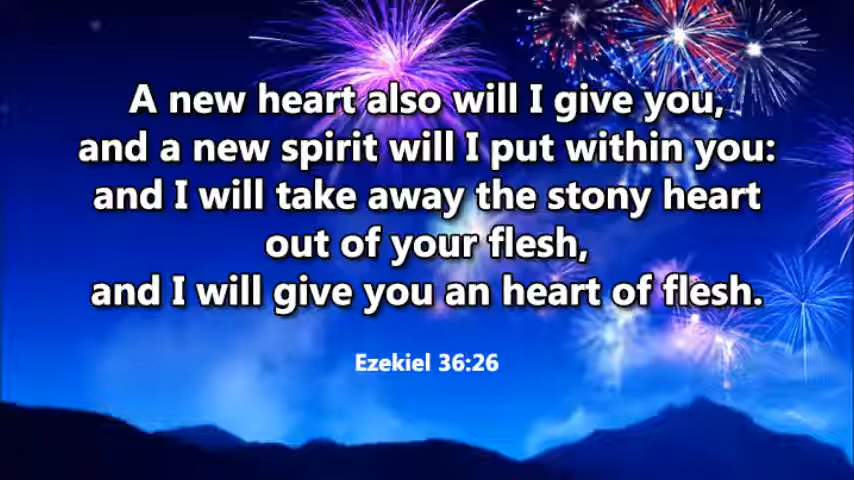 A new heart also will I give you,
and a new spirit will I put within you:
and I will take away the stony heart
out of your flesh,
and I will give you an heart of flesh.
Ezekiel 36:26